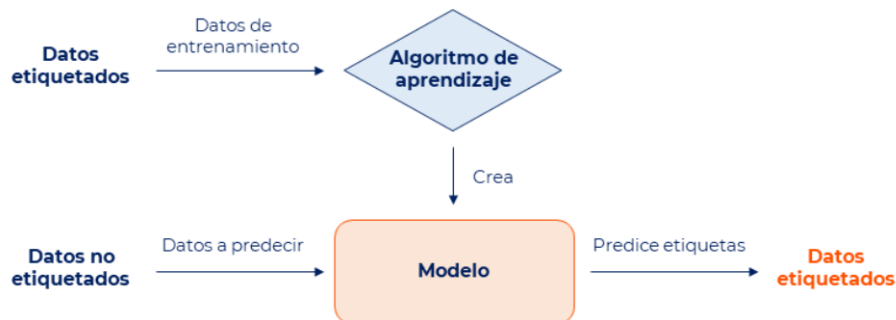 Datos
etiquetados
Datos de
entrenamiento
Algoritmo de
aprendizaje
Crea
Datos no
etiquetados
Datos a predecir
Modelo
Predice etiquetas
Datos
etiquetados